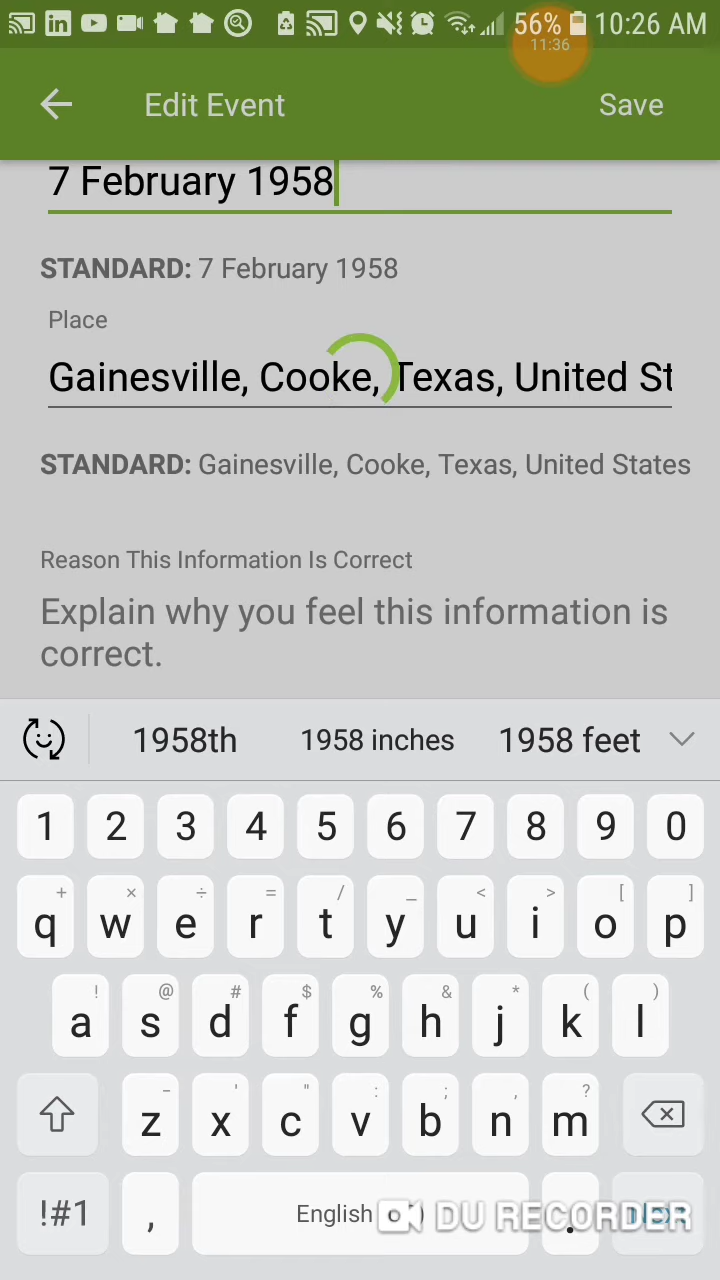 56% 10:26 AM
11:36
Edit Event Save
7 February 1958
STANDARD: 7 February 1958
Place
Gainesville, Cooke, Texas, United St
STANDARD: Gainesville, Cooke, Texas, United States
Reason This Information Is Correct
Explain why you feel this information is
correct.
1958th 1958 inches 1958 feet
1 2 3 4 5 6 7 8 9 0
+ × ÷ = / _ < > [ ]
q w e r t y u i o p
! @ # $ % & * ( )
a s d f g h j k l
- ' " : ; , ?
z x c v b n m
!#1 , English . 
DU RECORDER